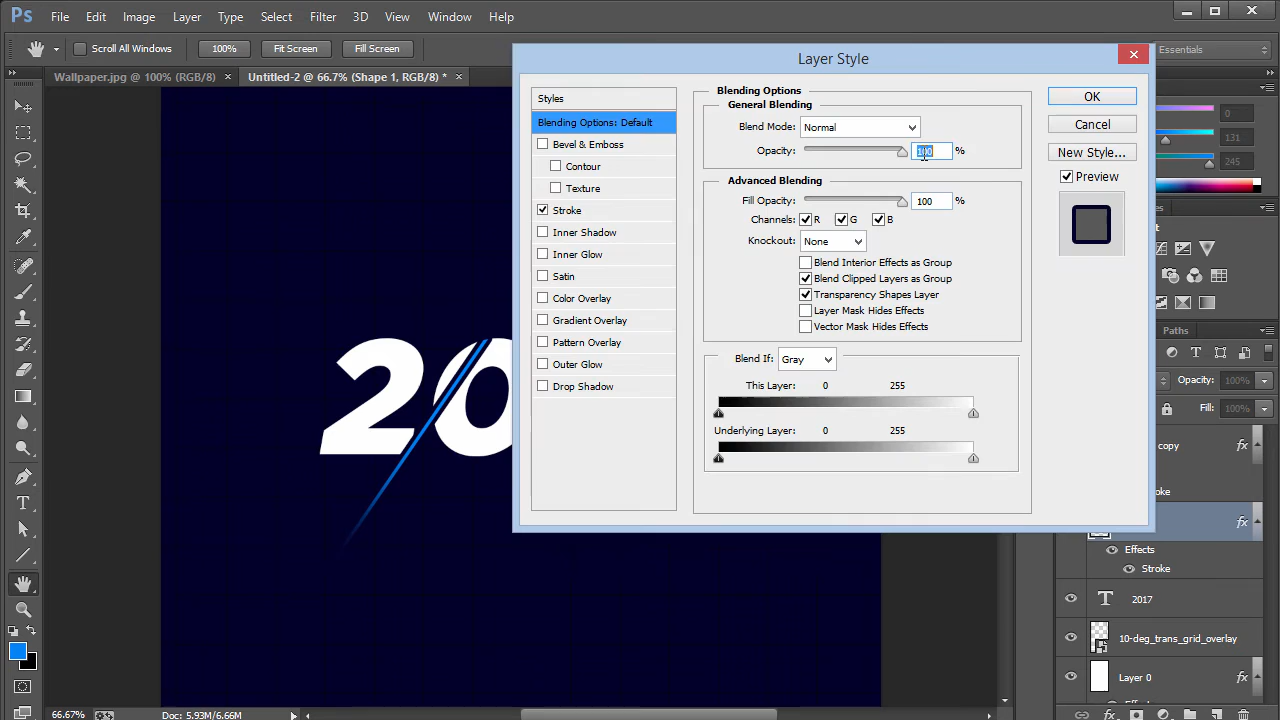 Ps File Edit Image Layer Type Select Filter 3D View Window Help
Scroll All Windows 100% Fit Screen Fill Screen Essentials
Wallpaper.jpg @ 100% (RGB/8) × Untitled-2 @ 66.7% (Shape 1, RGB/8) * ×
Layer Style
Styles
Blending Options: Default
Bevel & Emboss
Contour
Texture
Stroke
Inner Shadow
Inner Glow
Satin
Color Overlay
Gradient Overlay
Pattern Overlay
Outer Glow
Drop Shadow
Blending Options
General Blending
Blend Mode: Normal
Opacity: 100 %
Advanced Blending
Fill Opacity: 100 %
Channels: R G B
Knockout: None
Blend Interior Effects as Group
Blend Clipped Layers as Group
Transparency Shapes Layer
Layer Mask Hides Effects
Vector Mask Hides Effects
Blend If: Gray
This Layer: 0 255
Underlying Layer: 0 255
OK
Cancel
New Style...
Preview
0
131
245
Paths
Opacity: 100%
Fill: 100%
copy fx
fx
Effects
Stroke
T 2017
10-deg_trans_grid_overlay
Layer 0 fx
20
66.67% Doc: 5.93M/6.66M